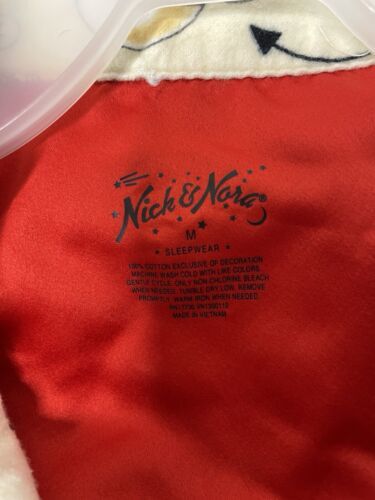 Nick & Nora®
M
★ SLEEPWEAR ★
100% COTTON EXCLUSIVE OF DECORATION
MACHINE WASH COLD WITH LIKE COLORS.
GENTLE CYCLE. ONLY NON-CHLORINE BLEACH
WHEN NEEDED. TUMBLE DRY LOW. REMOVE
PROMPTLY. WARM IRON WHEN NEEDED.
MADE IN VIETNAM